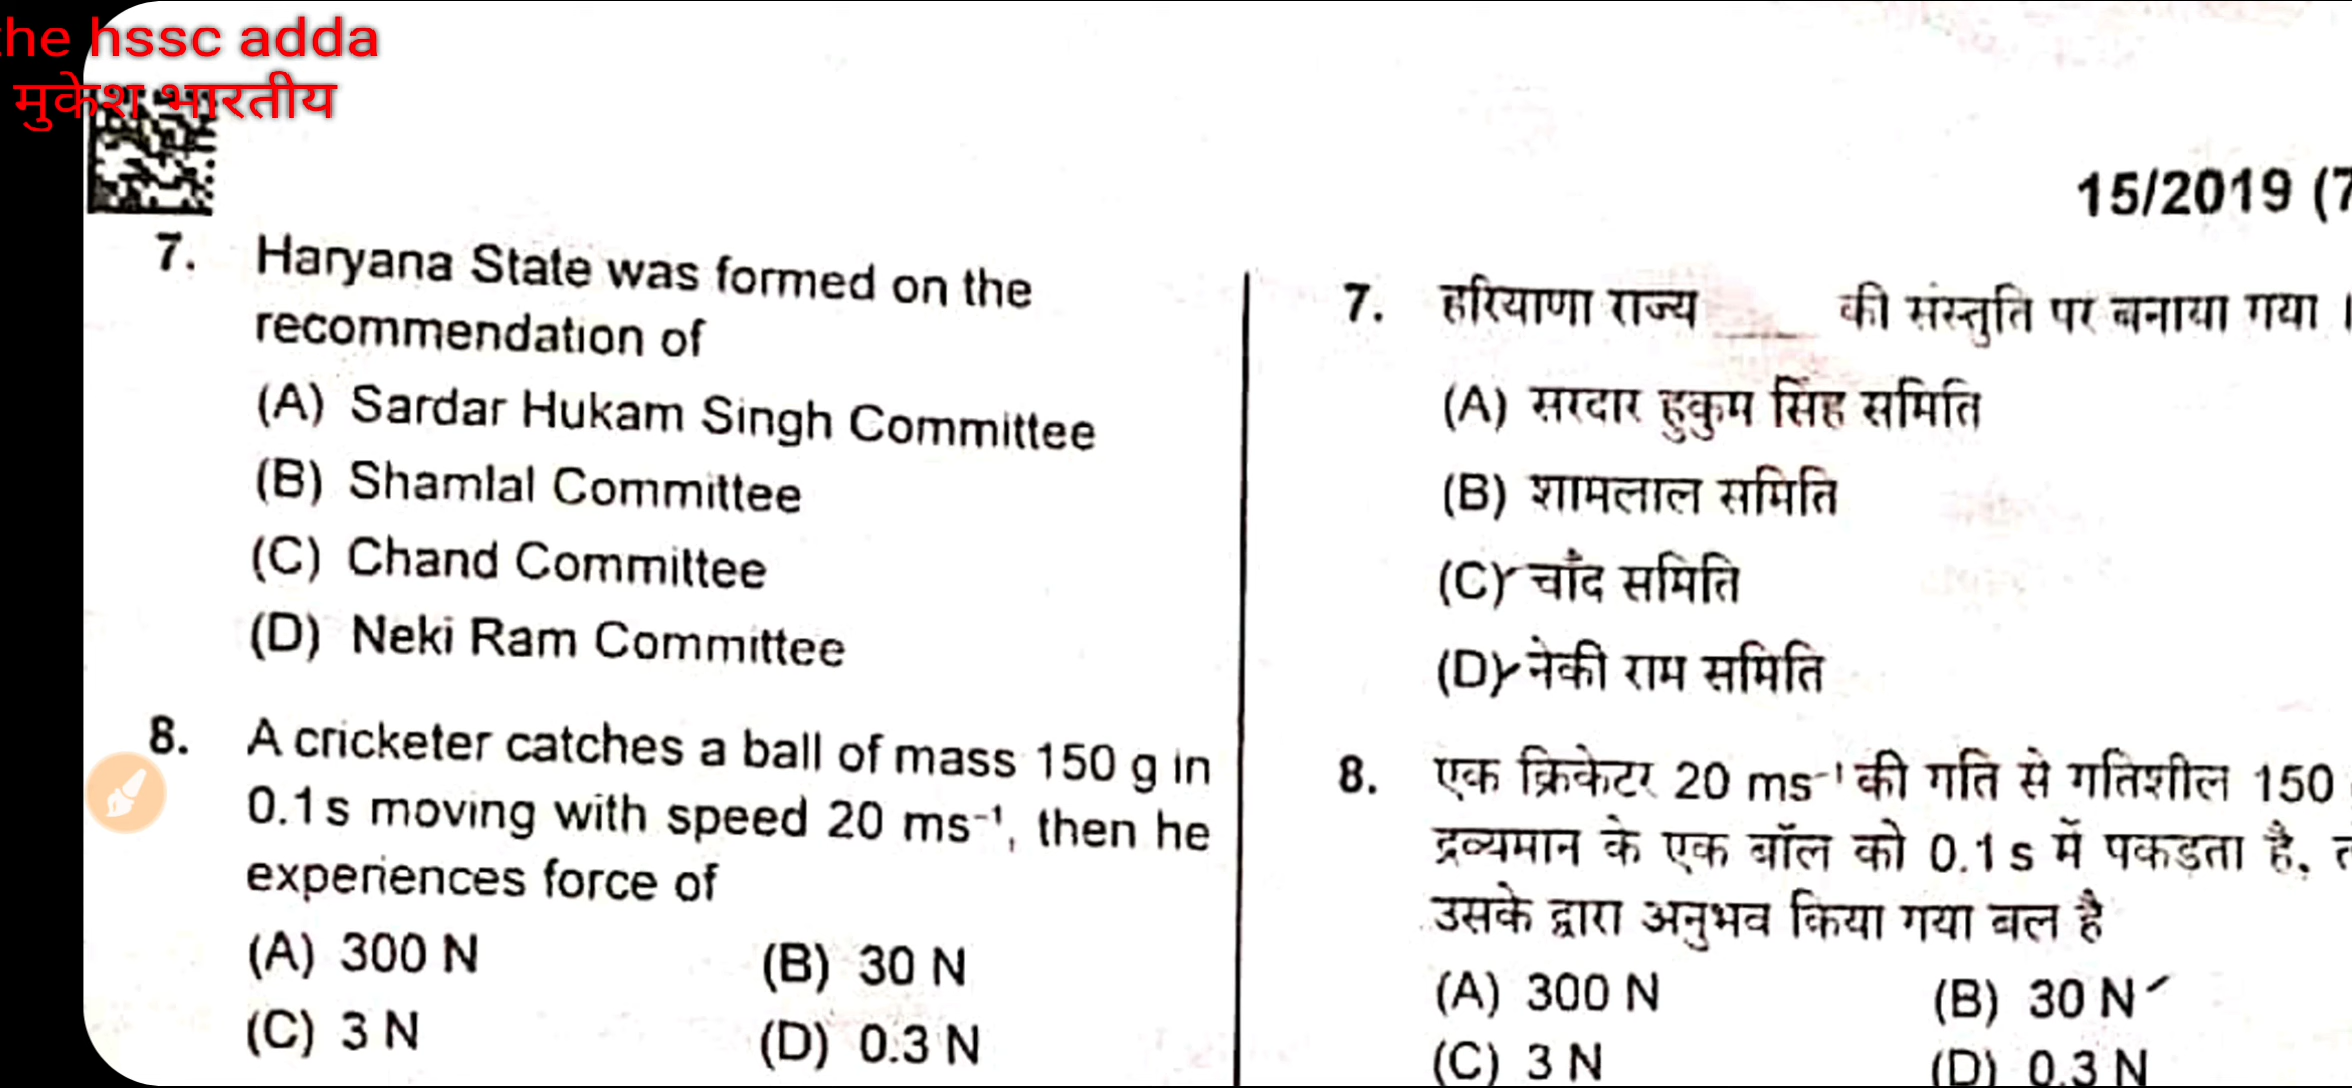 he hssc adda
मुकेश भारतीय
15/2019 (7
7. Haryana State was formed on the
recommendation of
(A) Sardar Hukam Singh Committee
(B) Shamlal Committee
(C) Chand Committee
(D) Neki Ram Committee
8. A cricketer catches a ball of mass 150 g in
0.1s moving with speed 20 ms⁻¹, then he
experiences force of
(A) 300 N (B) 30 N
(C) 3 N (D) 0.3 N
7. हरियाणा राज्य ____ की संस्तुति पर बनाया गया ।
(A) सरदार हुकुम सिंह समिति
(B) शामलाल समिति
(C) चाँद समिति
(D) नेकी राम समिति
8. एक क्रिकेटर 20 ms⁻¹ की गति से गतिशील 150
द्रव्यमान के एक बॉल को 0.1 s में पकड़ता है,
उसके द्वारा अनुभव किया गया बल है
(A) 300 N (B) 30 N
(C) 3 N (D) 0.3 N